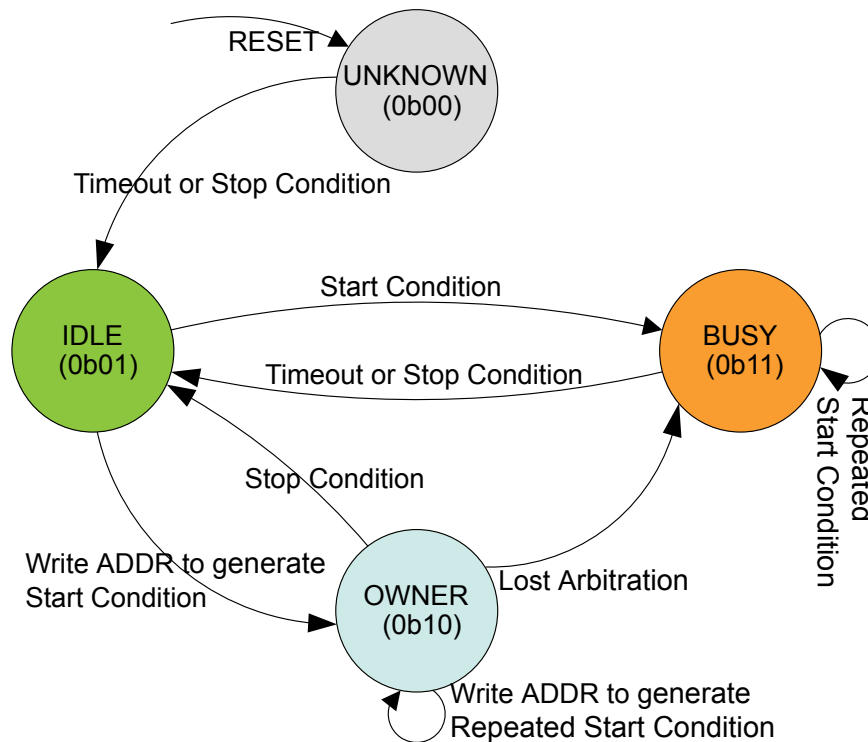 RESET
UNKNOWN
(0b00)
Timeout or Stop Condition
Start Condition
IDLE
(0b01)
BUSY
(0b11)
Timeout or Stop Condition
Repeated
Start Condition
Stop Condition
Write ADDR to generate
Start Condition
Lost Arbitration
OWNER
(0b10)
Write ADDR to generate
Repeated Start Condition